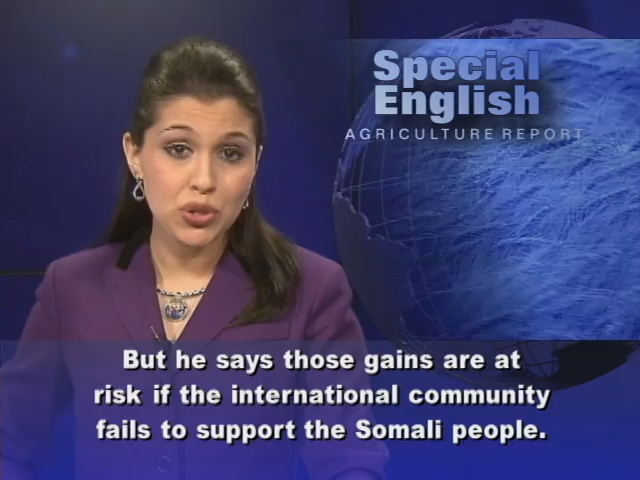 Special
English
AGRICULTURE REPORT
But he says those gains are at
risk if the international community
fails to support the Somali people.